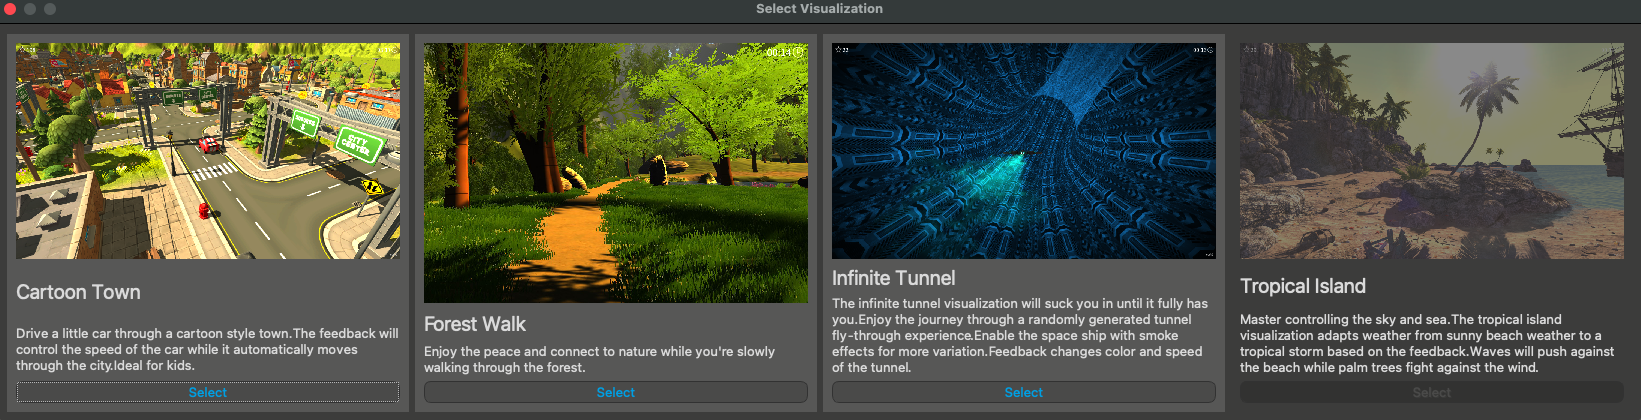 Select Visualization
CITY
CENTER
Cartoon Town
Drive a little car through a cartoon style town.The feedback will
control the speed of the car while it automatically moves
through the city.Ideal for kids.
Select
Forest Walk
Enjoy the peace and connect to nature while you're slowly
walking through the forest.
Select
22
Infinite Tunnel
The infinite tunnel visualization will suck you in until it fully has
you.Enjoy the journey through a randomly generated tunnel
fly-through experience.Enable the space ship with smoke
effects for more variation.Feedback changes color and speed
of the tunnel.
Select
Tropical Island
Master controlling the sky and sea.The tropical island
visualization adapts weather from sunny beach weather to a
tropical storm based on the feedback.Waves will push against
the beach while palm trees fight against the wind.
Select